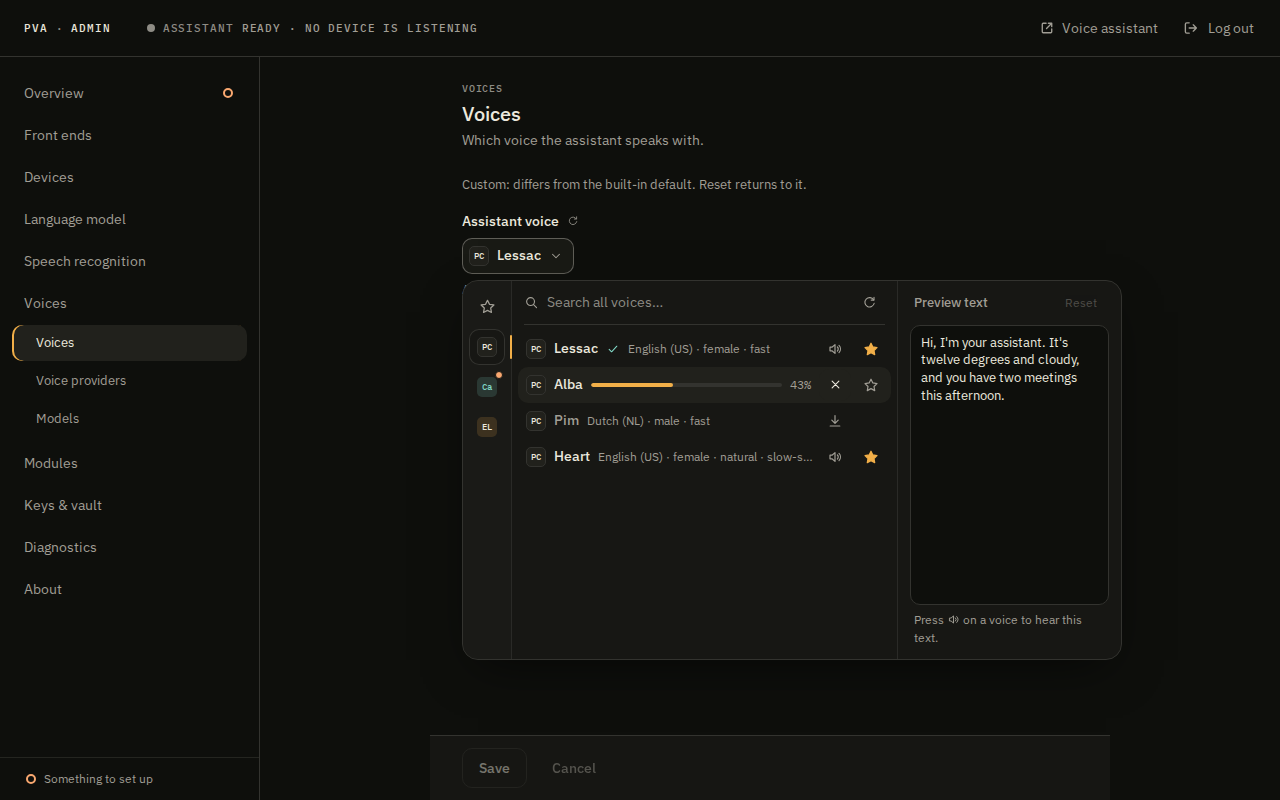 PVA · ADMIN
ASSISTANT READY · NO DEVICE IS LISTENING
Voice assistant
Log out
Overview
Front ends
Devices
Language model
Speech recognition
Voices
Voices
Voice providers
Models
Modules
Keys & vault
Diagnostics
About
Something to set up
VOICES
Voices
Which voice the assistant speaks with.
Custom: differs from the built-in default. Reset returns to it.
Assistant voice
PC Lessac
Search all voices...
PC
Ca
EL
PC Lessac English (US) · female · fast
PC Alba 43%
PC Pim Dutch (NL) · male · fast
PC Heart English (US) · female · natural · slow-s...
Preview text
Reset
Hi, I'm your assistant. It's
twelve degrees and cloudy,
and you have two meetings
this afternoon.
Press on a voice to hear this
text.
Save
Cancel